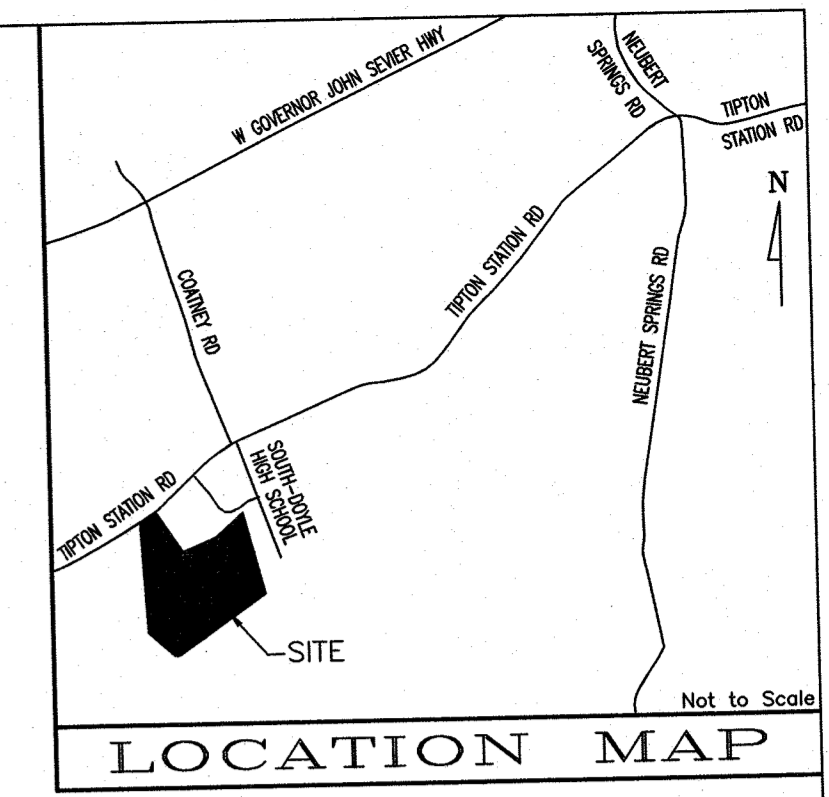 W GOVERNOR JOHN SEVIER HWY
NEUBERT
SPRINGS RD
TIPTON
STATION RD
N
COATNEY RD
TIPTON STATION RD
NEUBERT SPRINGS RD
SOUTH-DOYLE
HIGH SCHOOL
TIPTON STATION RD
SITE
Not to Scale
LOCATION MAP